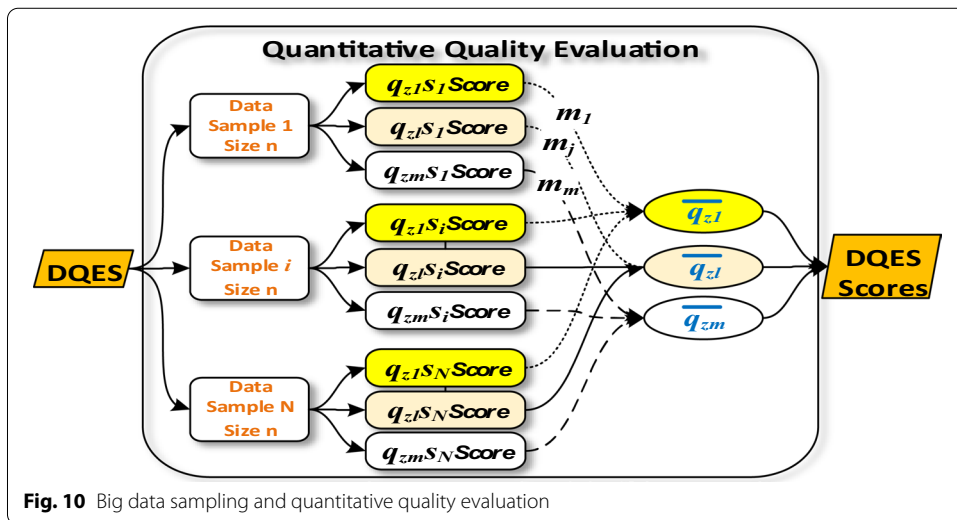 Quantitative Quality Evaluation
DQES
Data
Sample 1
Size n
Data
Sample i
Size n
Data
Sample N
Size n
qz1s1Score
qzls1Score
qzms1Score
qz1siScore
qzlsiScore
qzmsiScore
qz1sNScore
qzlsNScore
qzmsNScore
m1
mj
mm
qz1
qzl
qzm
DQES
Scores
Fig. 10 Big data sampling and quantitative quality evaluation